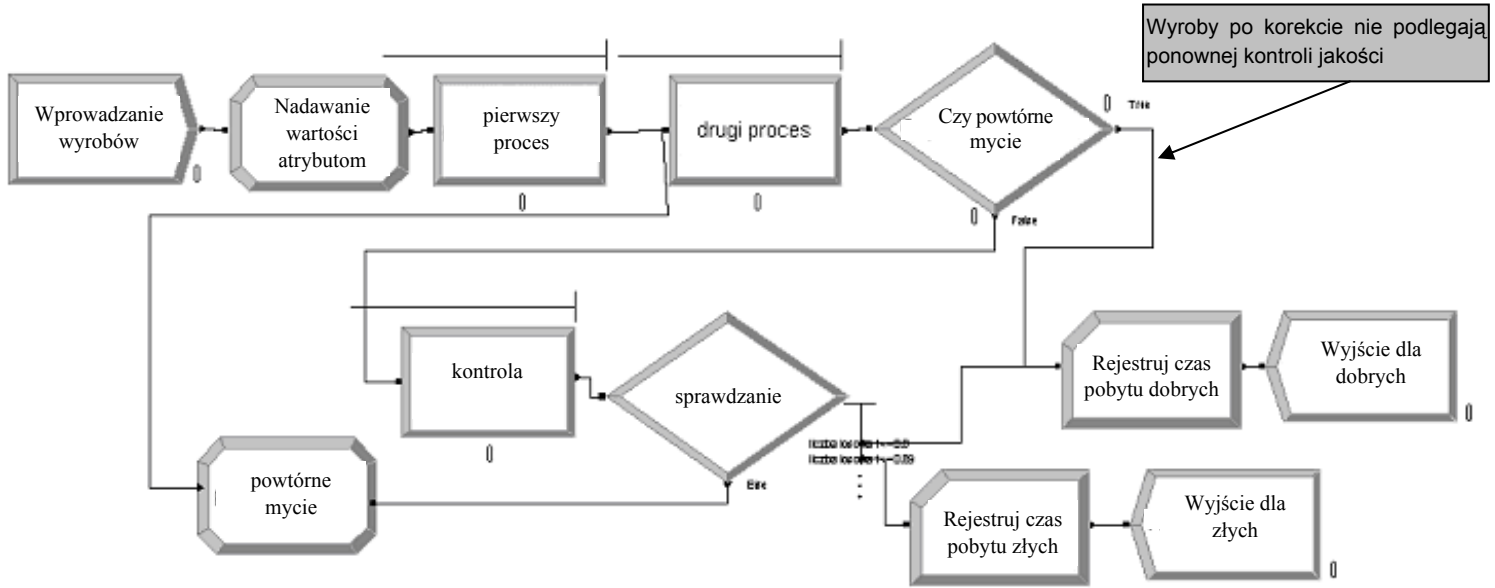 Wyroby po korekcie nie podlegają
ponownej kontroli jakości
Wprowadzanie
wyrobów
0
Nadawanie
wartości
atrybutom
pierwszy
proces
0
drugi proces
0
Czy powtórne
mycie
0
True
0
False
kontrola
0
sprawdzanie
Else
Rejestruj czas
pobytu dobrych
Wyjście dla
dobrych
0
powtórne
mycie
Rejestruj czas
pobytu złych
Wyjście dla
złych
0